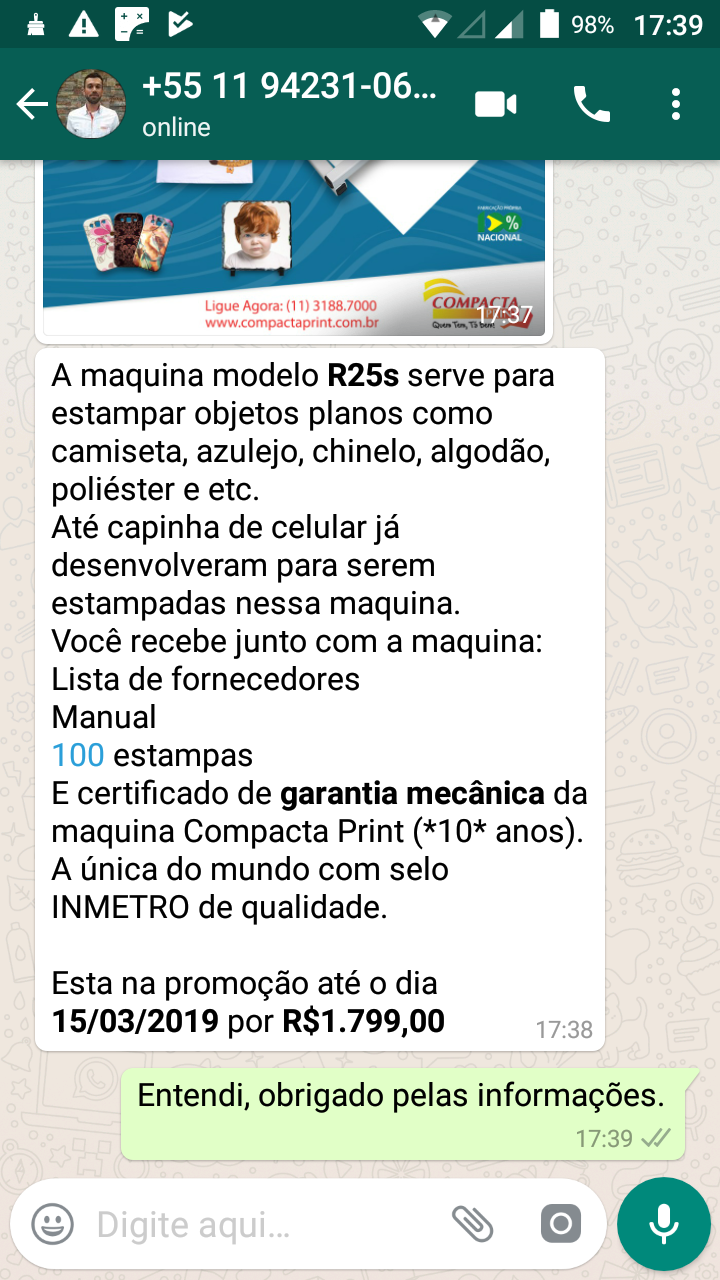 98% 17:39
+55 11 94231-06...
online
FABRICAÇÃO PRÓPRIA
%
NACIONAL
Ligue Agora: (11) 3188.7000
www.compactaprint.com.br
COMPACTA
Quem Tem, Tá bem!
17:37
A maquina modelo R25s serve para
estampar objetos planos como
camiseta, azulejo, chinelo, algodão,
poliéster e etc.
Até capinha de celular já
desenvolveram para serem
estampadas nessa maquina.
Você recebe junto com a maquina:
Lista de fornecedores
Manual
100 estampas
E certificado de garantia mecânica da
maquina Compacta Print (*10* anos).
A única do mundo com selo
INMETRO de qualidade.
Esta na promoção até o dia
15/03/2019 por R$1.799,00
17:38
Entendi, obrigado pelas informações.
17:39
Digite aqui...